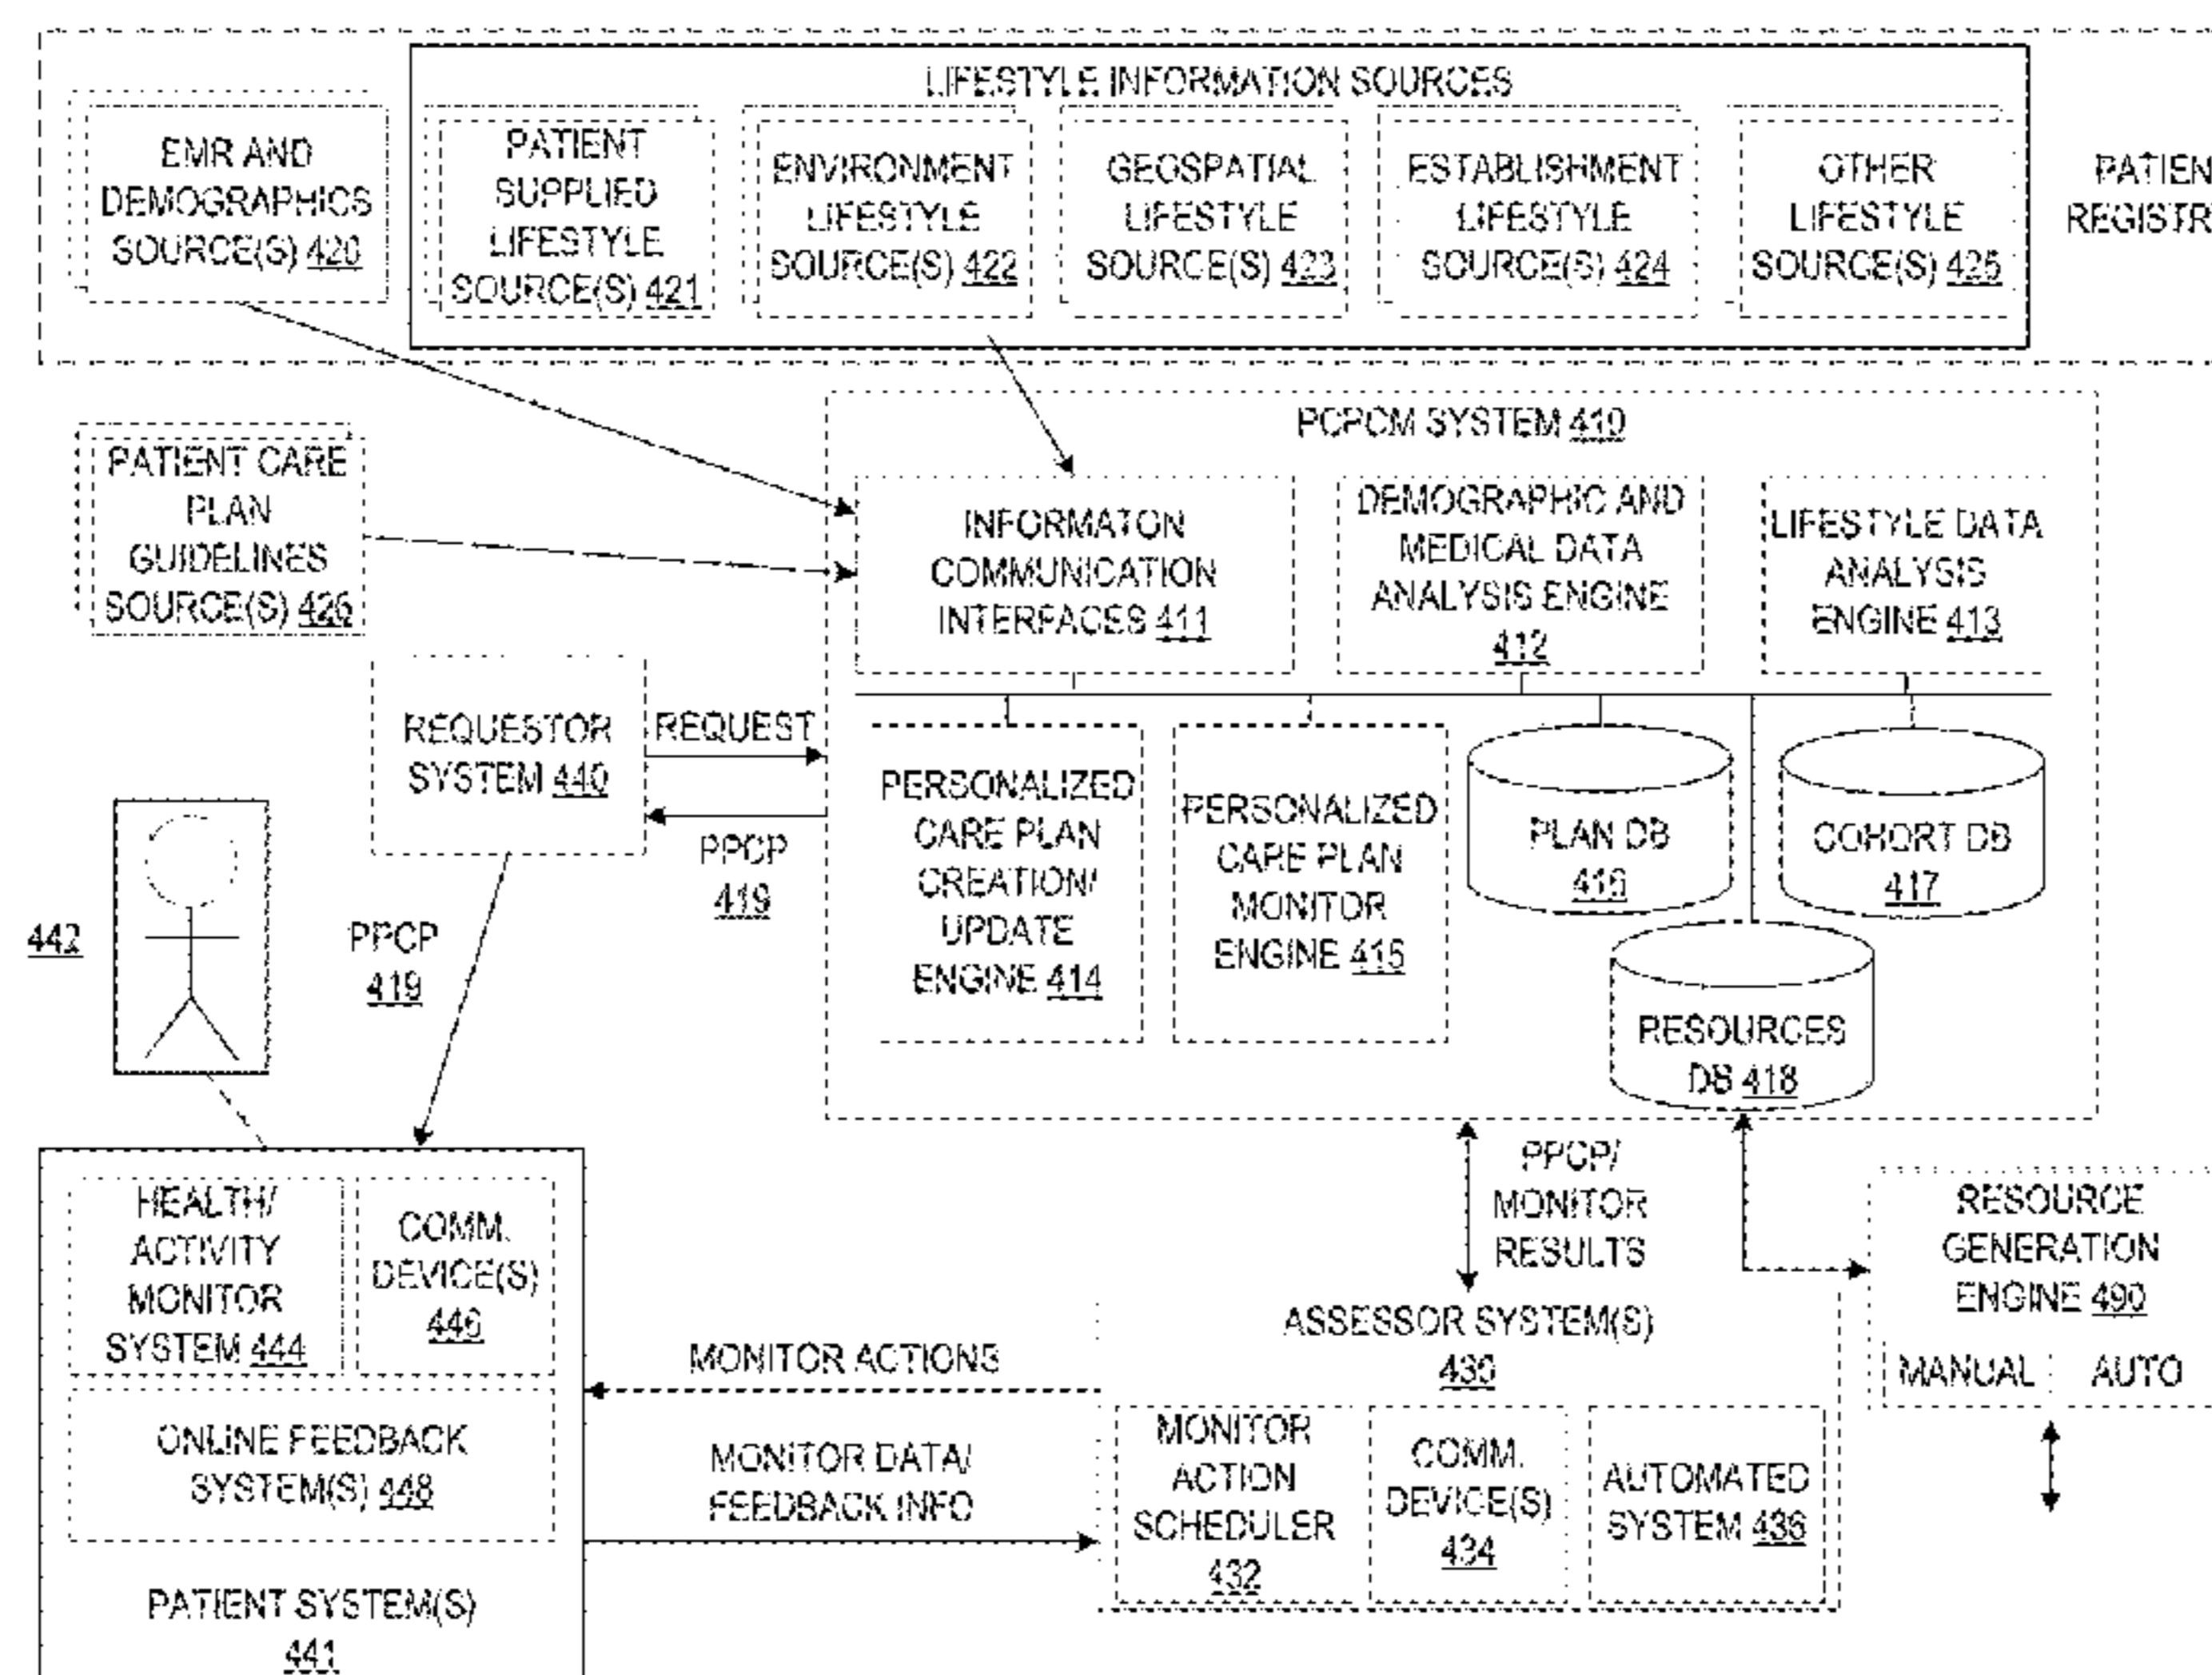 LIFESTYLE INFORMATION SOURCES
EMR AND
DEMOGRAPHICS
SOURCE(S) 420
PATIENT
SUPPLIED
LIFESTYLE
SOURCE(S) 421
ENVIRONMENT
LIFESTYLE
SOURCE(S) 422
GEOSPATIAL
LIFESTYLE
SOURCE(S) 423
ESTABLISHMENT
LIFESTYLE
SOURCE(S) 424
OTHER
LIFESTYLE
SOURCE(S) 425
PATIEN
REGISTR
PATIENT CARE
PLAN
GUIDELINES
SOURCE(S) 426
PCPCM SYSTEM 410
INFORMATON
COMMUNICATION
INTERFACES 411
DEMOGRAPHIC AND
MEDICAL DATA
ANALYSIS ENGINE
412
LIFESTYLE DATA
ANALYSIS
ENGINE 413
REQUESTOR
SYSTEM 440
REQUEST
PPCP
419
PERSONALIZED
CARE PLAN
CREATION/
UPDATE
ENGINE 414
PERSONALIZED
CARE PLAN
MONITOR
ENGINE 415
PLAN DB
416
COHORT DB
417
RESOURCES
DB 418
442
PPCP
419
HEALTH/
ACTIVITY
MONITOR
SYSTEM 444
COMM.
DEVICE(S)
446
ONLINE FEEDBACK
SYSTEM(S) 448
PATIENT SYSTEM(S)
441
MONITOR ACTIONS
MONITOR DATA/
FEEDBACK INFO
PPCP/
MONITOR
RESULTS
ASSESSOR SYSTEM(S)
430
MONITOR
ACTION
SCHEDULER
432
COMM.
DEVICE(S)
434
AUTOMATED
SYSTEM 436
RESOURCE
GENERATION
ENGINE 490
MANUAL
AUTO